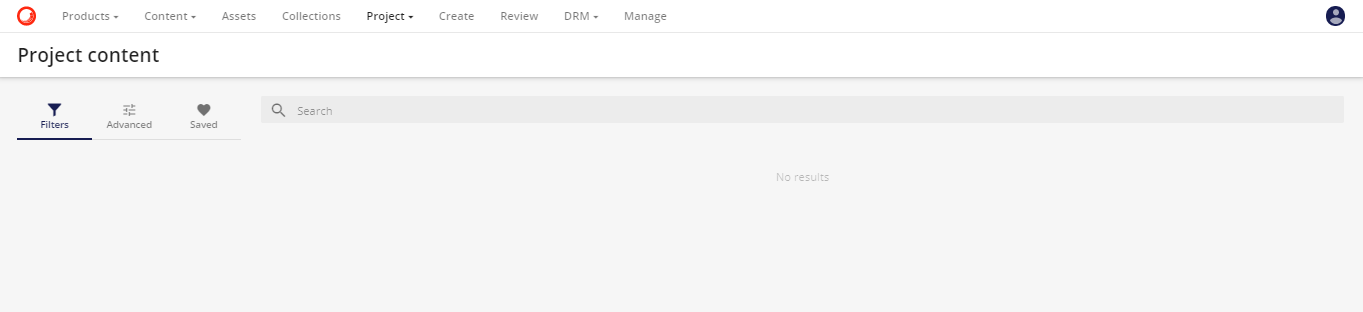 Products Content Assets Collections Project Create Review DRM Manage
Project content
Filters Advanced Saved
Search
No results